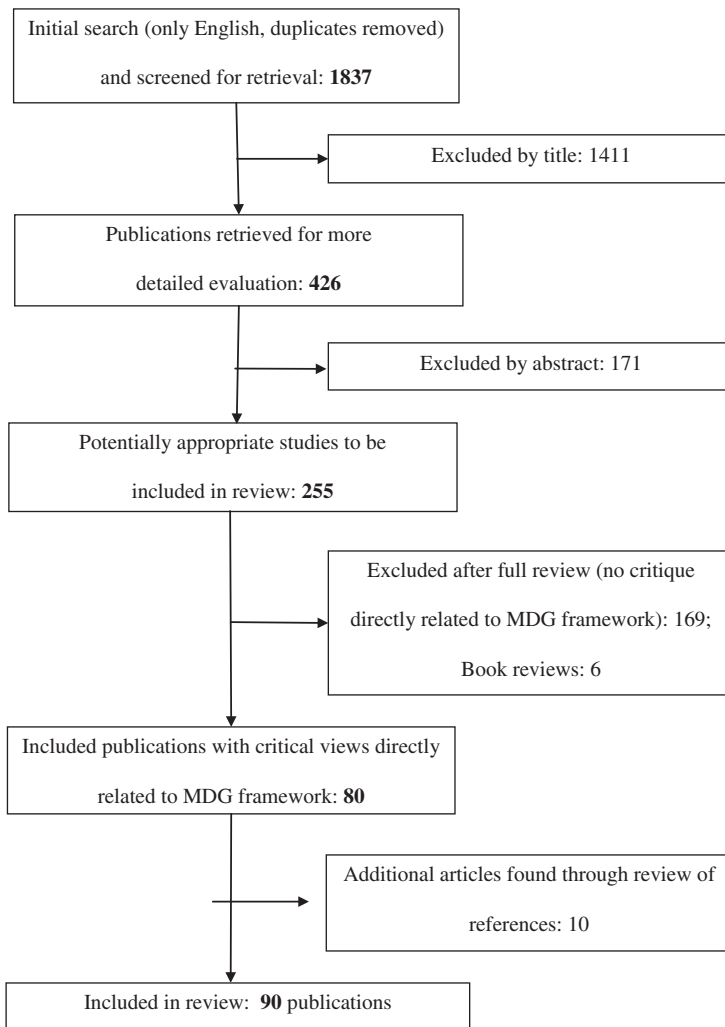 Initial search (only English, duplicates removed)
and screened for retrieval: 1837
Excluded by title: 1411
Publications retrieved for more
detailed evaluation: 426
Excluded by abstract: 171
Potentially appropriate studies to be
included in review: 255
Excluded after full review (no critique
directly related to MDG framework): 169;
Book reviews: 6
Included publications with critical views directly
related to MDG framework: 80
Additional articles found through review of
references: 10
Included in review: 90 publications